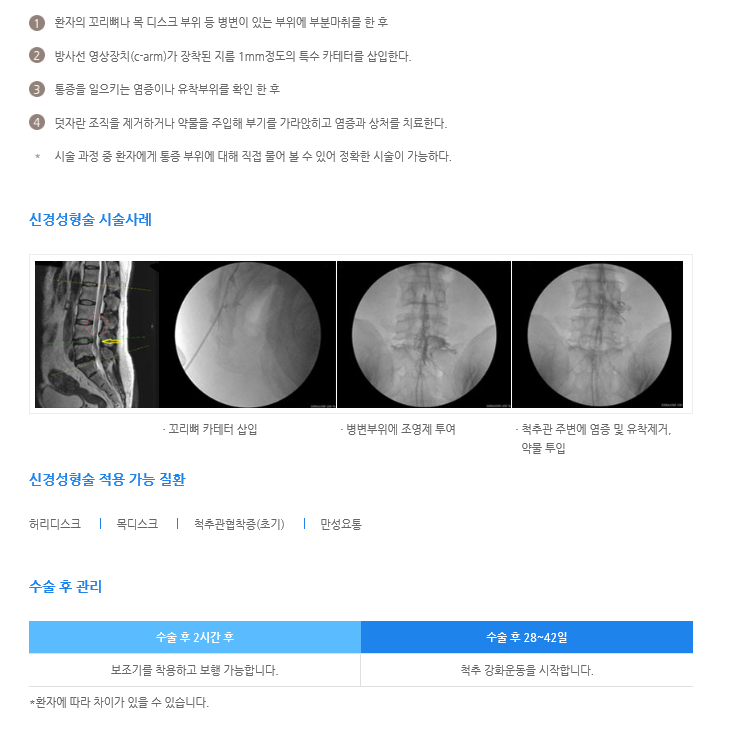 1 환자의 꼬리뼈나 목 디스크 부위 등 병변이 있는 부위에 부분마취를 한 후
2 방사선 영상장치(c-arm)가 장착된 지름 1mm정도의 특수 카테터를 삽입한다.
3 통증을 일으키는 염증이나 유착부위를 확인 한 후
4 덧자란 조직을 제거하거나 약물을 주입해 부기를 가라앉히고 염증과 상처를 치료한다.
* 시술 과정 중 환자에게 통증 부위에 대해 직접 물어 볼 수 있어 정확한 시술이 가능하다.
신경성형술 시술사례
· 꼬리뼈 카테터 삽입
· 병변부위에 조영제 투여
· 척추관 주변에 염증 및 유착제거,
약물 투입
신경성형술 적용 가능 질환
허리디스크 | 목디스크 | 척추관협착증(초기) | 만성요통
수술 후 관리
수술 후 2시간 후 수술 후 28~42일
보조기를 착용하고 보행 가능합니다. 척추 강화운동을 시작합니다.
*환자에 따라 차이가 있을 수 있습니다.